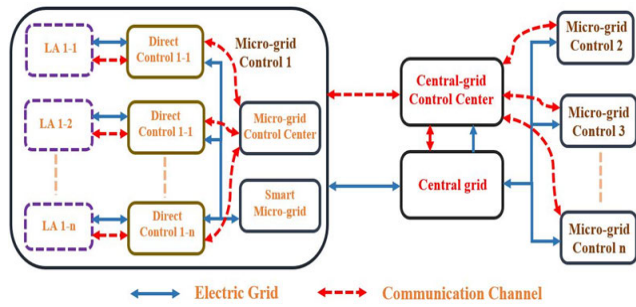 LA 1-1
Direct
Control 1-1
Micro-grid
Control 1
LA 1-2
Direct
Control 1-1
Micro-grid
Control Center
LA 1-n
Direct
Control 1-n
Smart
Micro-grid
Central-grid
Control Center
Central grid
Micro-grid
Control 2
Micro-grid
Control 3
Micro-grid
Control n
Electric Grid
Communication Channel